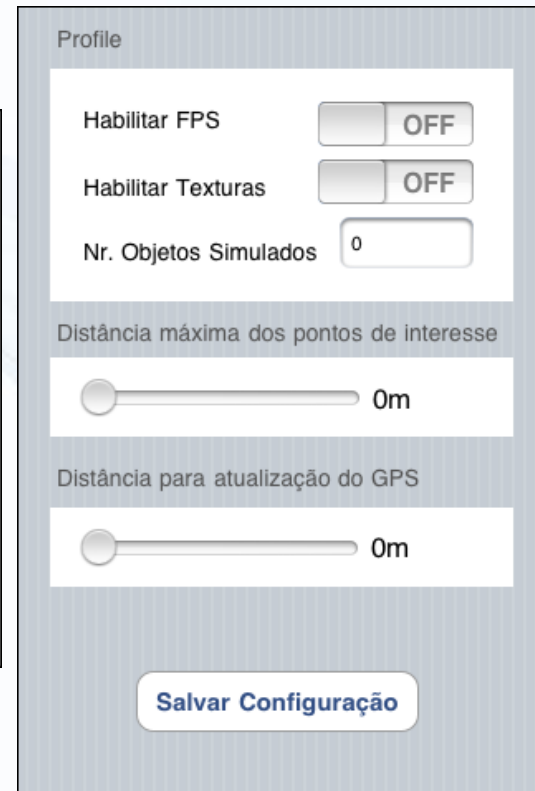 Profile
Habilitar FPS OFF
Habilitar Texturas OFF
Nr. Objetos Simulados 0
Distância máxima dos pontos de interesse
0m
Distância para atualização do GPS
0m
Salvar Configuração